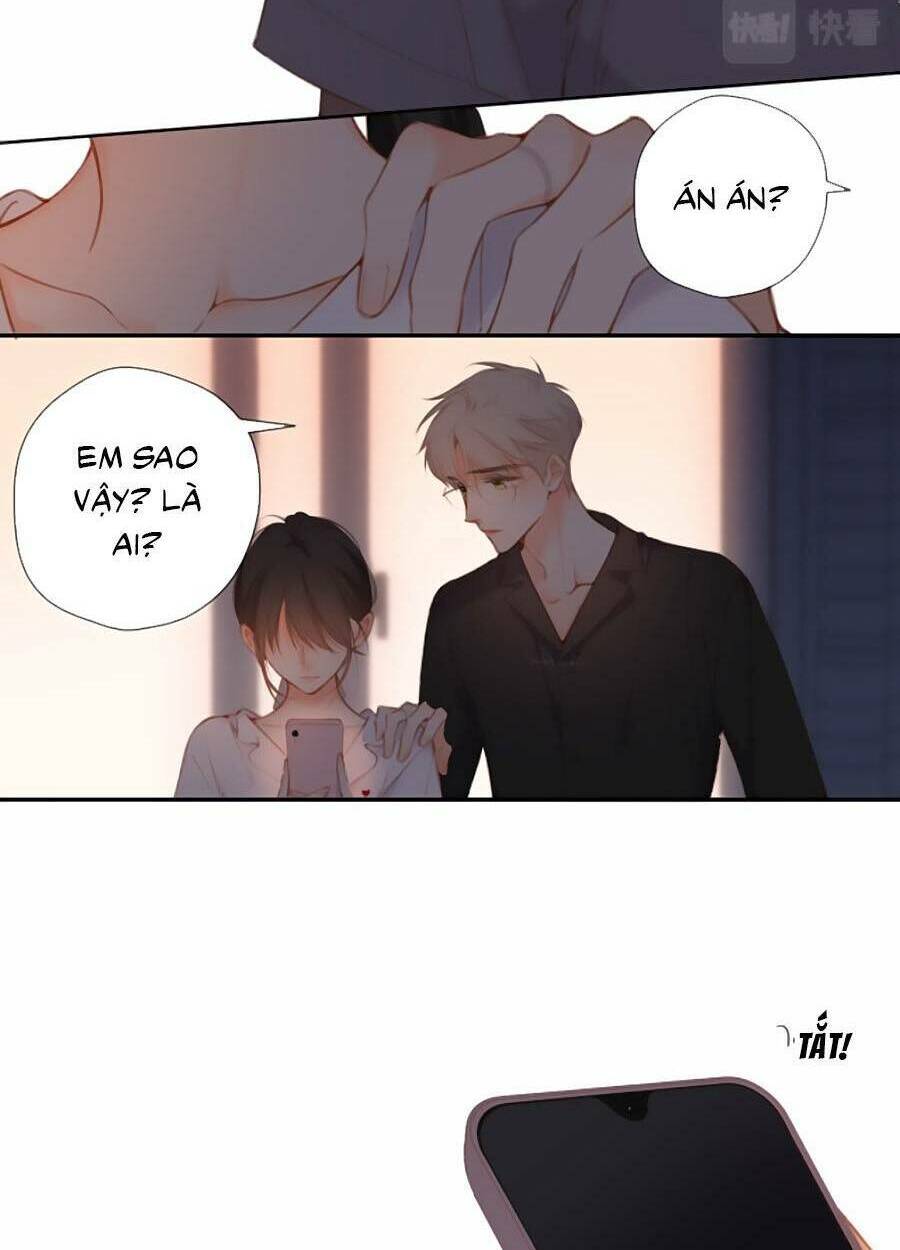 快看! 快看
ÁN ÁN?
EM SAO
VẬY? LÀ
AI?
TẮT!